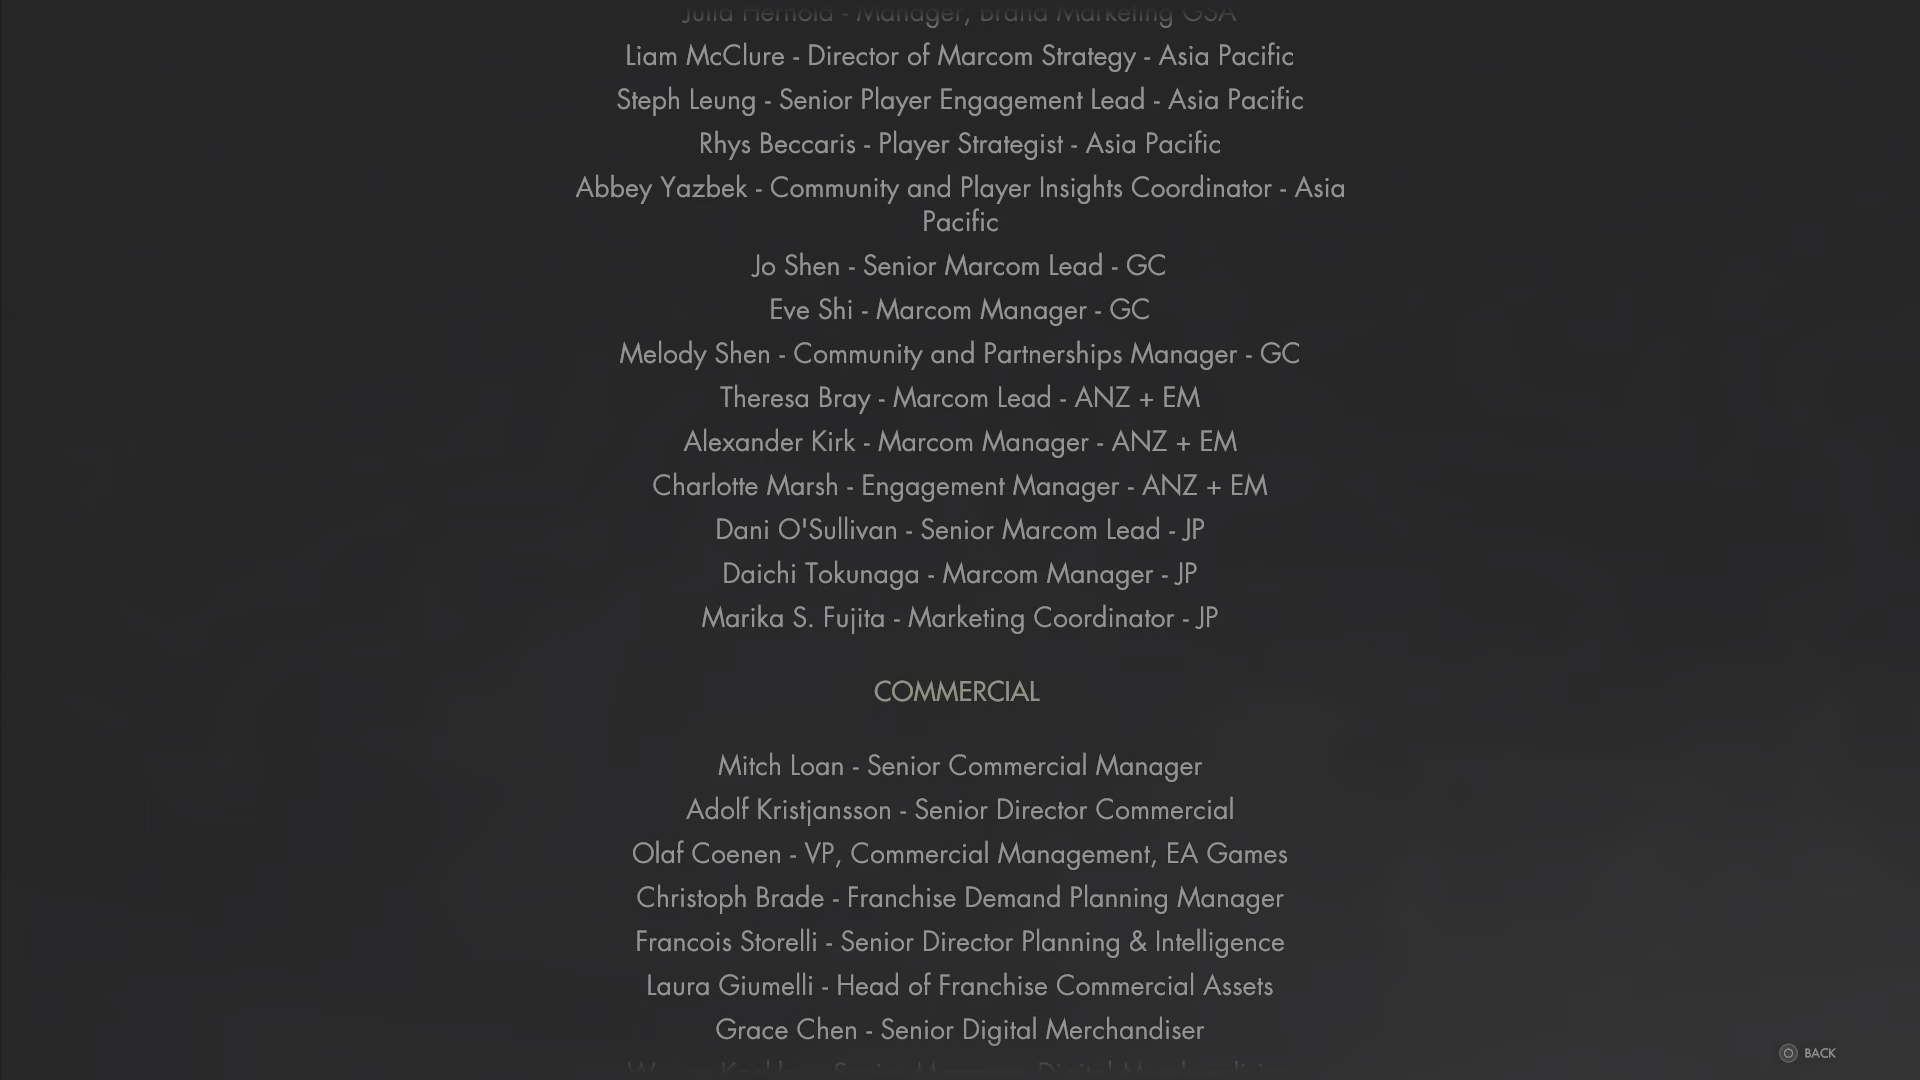 Julia Hernold - Manager, Brand Marketing GSA
Liam McClure - Director of Marcom Strategy - Asia Pacific
Steph Leung - Senior Player Engagement Lead - Asia Pacific
Rhys Beccaris - Player Strategist - Asia Pacific
Abbey Yazbek - Community and Player Insights Coordinator - Asia
Pacific
Jo Shen - Senior Marcom Lead - GC
Eve Shi - Marcom Manager - GC
Melody Shen - Community and Partnerships Manager - GC
Theresa Bray - Marcom Lead - ANZ + EM
Alexander Kirk - Marcom Manager - ANZ + EM
Charlotte Marsh - Engagement Manager - ANZ + EM
Dani O'Sullivan - Senior Marcom Lead - JP
Daichi Tokunaga - Marcom Manager - JP
Marika S. Fujita - Marketing Coordinator - JP
COMMERCIAL
Mitch Loan - Senior Commercial Manager
Adolf Kristjansson - Senior Director Commercial
Olaf Coenen - VP, Commercial Management, EA Games
Christoph Brade - Franchise Demand Planning Manager
Francois Storelli - Senior Director Planning & Intelligence
Laura Giumelli - Head of Franchise Commercial Assets
Grace Chen - Senior Digital Merchandiser
BACK